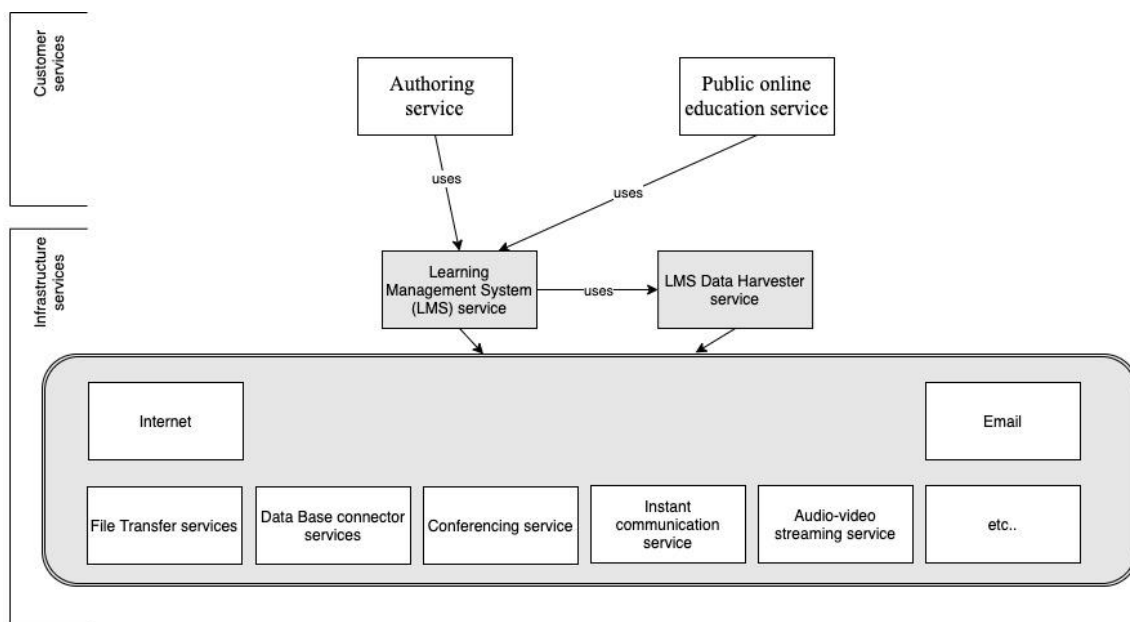 Customer
services
Authoring
service
Public online
education service
uses
uses
Infrastructure
services
Learning
Management System
(LMS) service
uses
LMS Data Harvester
service
Internet
Email
File Transfer services
Data Base connector
services
Conferencing service
Instant
communication
service
Audio-video
streaming service
etc..